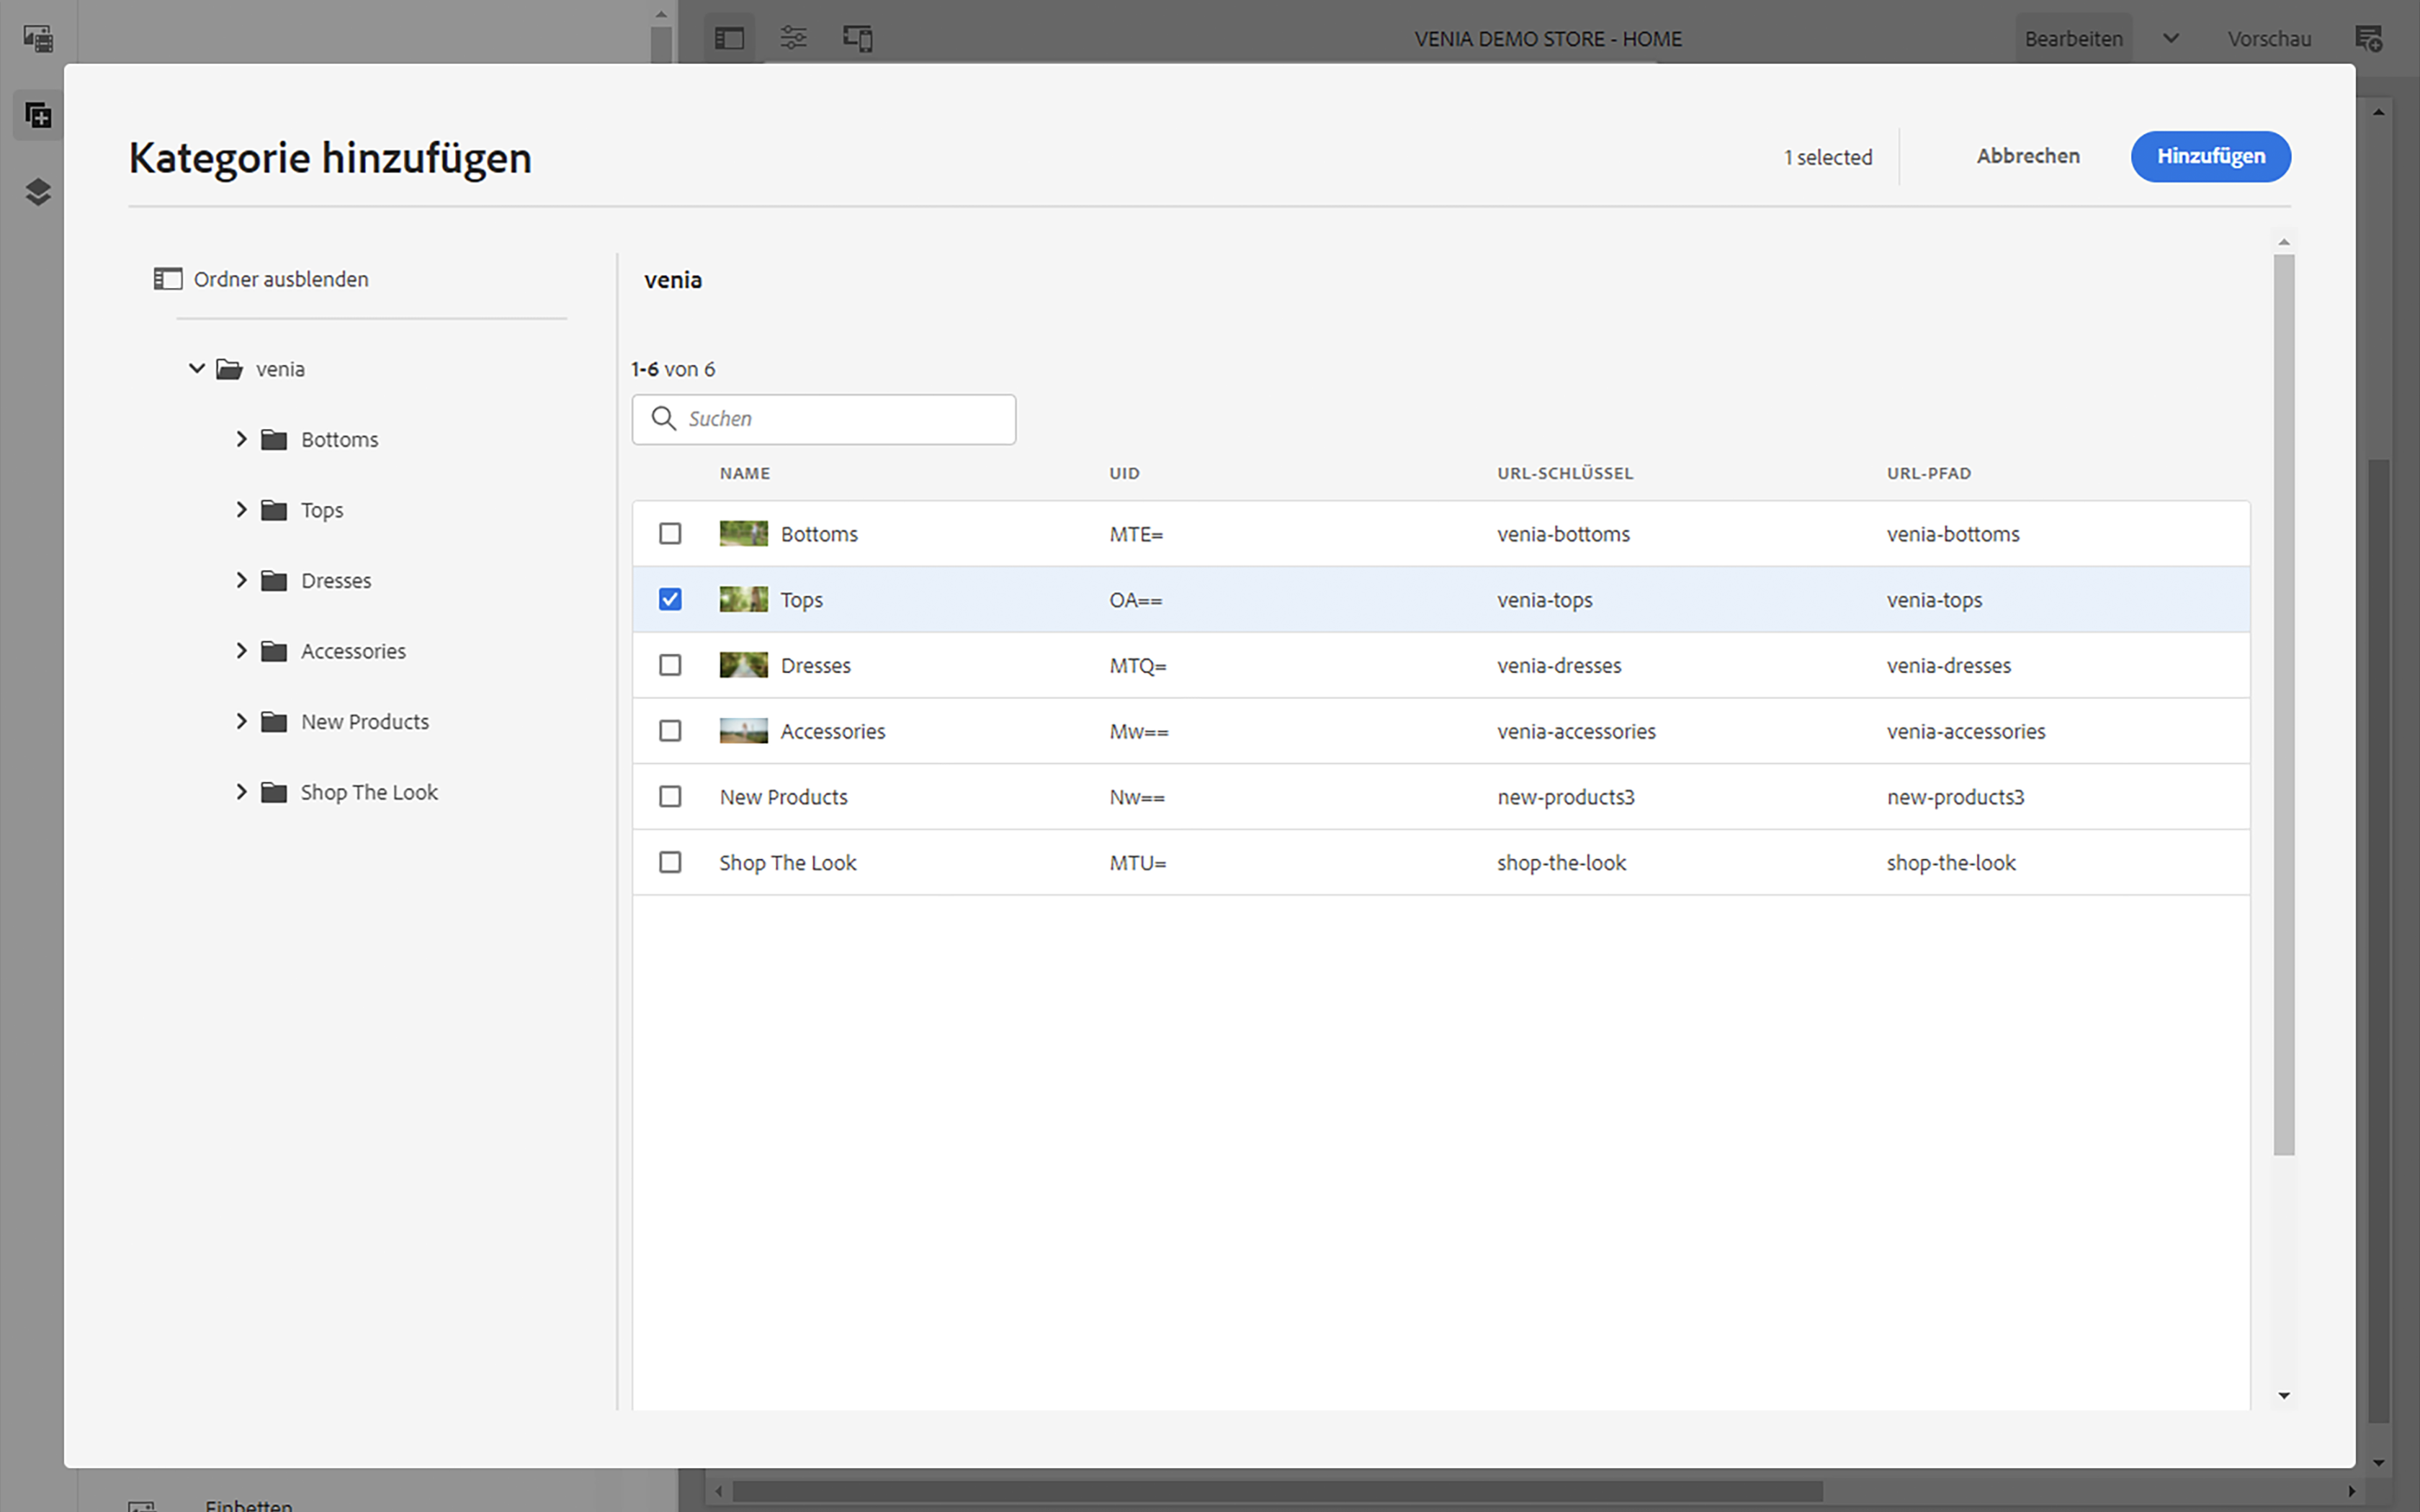 VENIA DEMO STORE - HOME
Bearbeiten
Vorschau
Kategorie hinzufügen
1 selected
Abbrechen
Hinzufügen
Ordner ausblenden
venia
Bottoms
Tops
Dresses
Accessories
New Products
Shop The Look
venia
1-6 von 6
Suchen
NAME UID URL-SCHLÜSSEL URL-PFAD
Bottoms MTE= venia-bottoms venia-bottoms
Tops OA== venia-tops venia-tops
Dresses MTQ= venia-dresses venia-dresses
Accessories Mw== venia-accessories venia-accessories
New Products Nw== new-products3 new-products3
Shop The Look MTU= shop-the-look shop-the-look
Einbetten